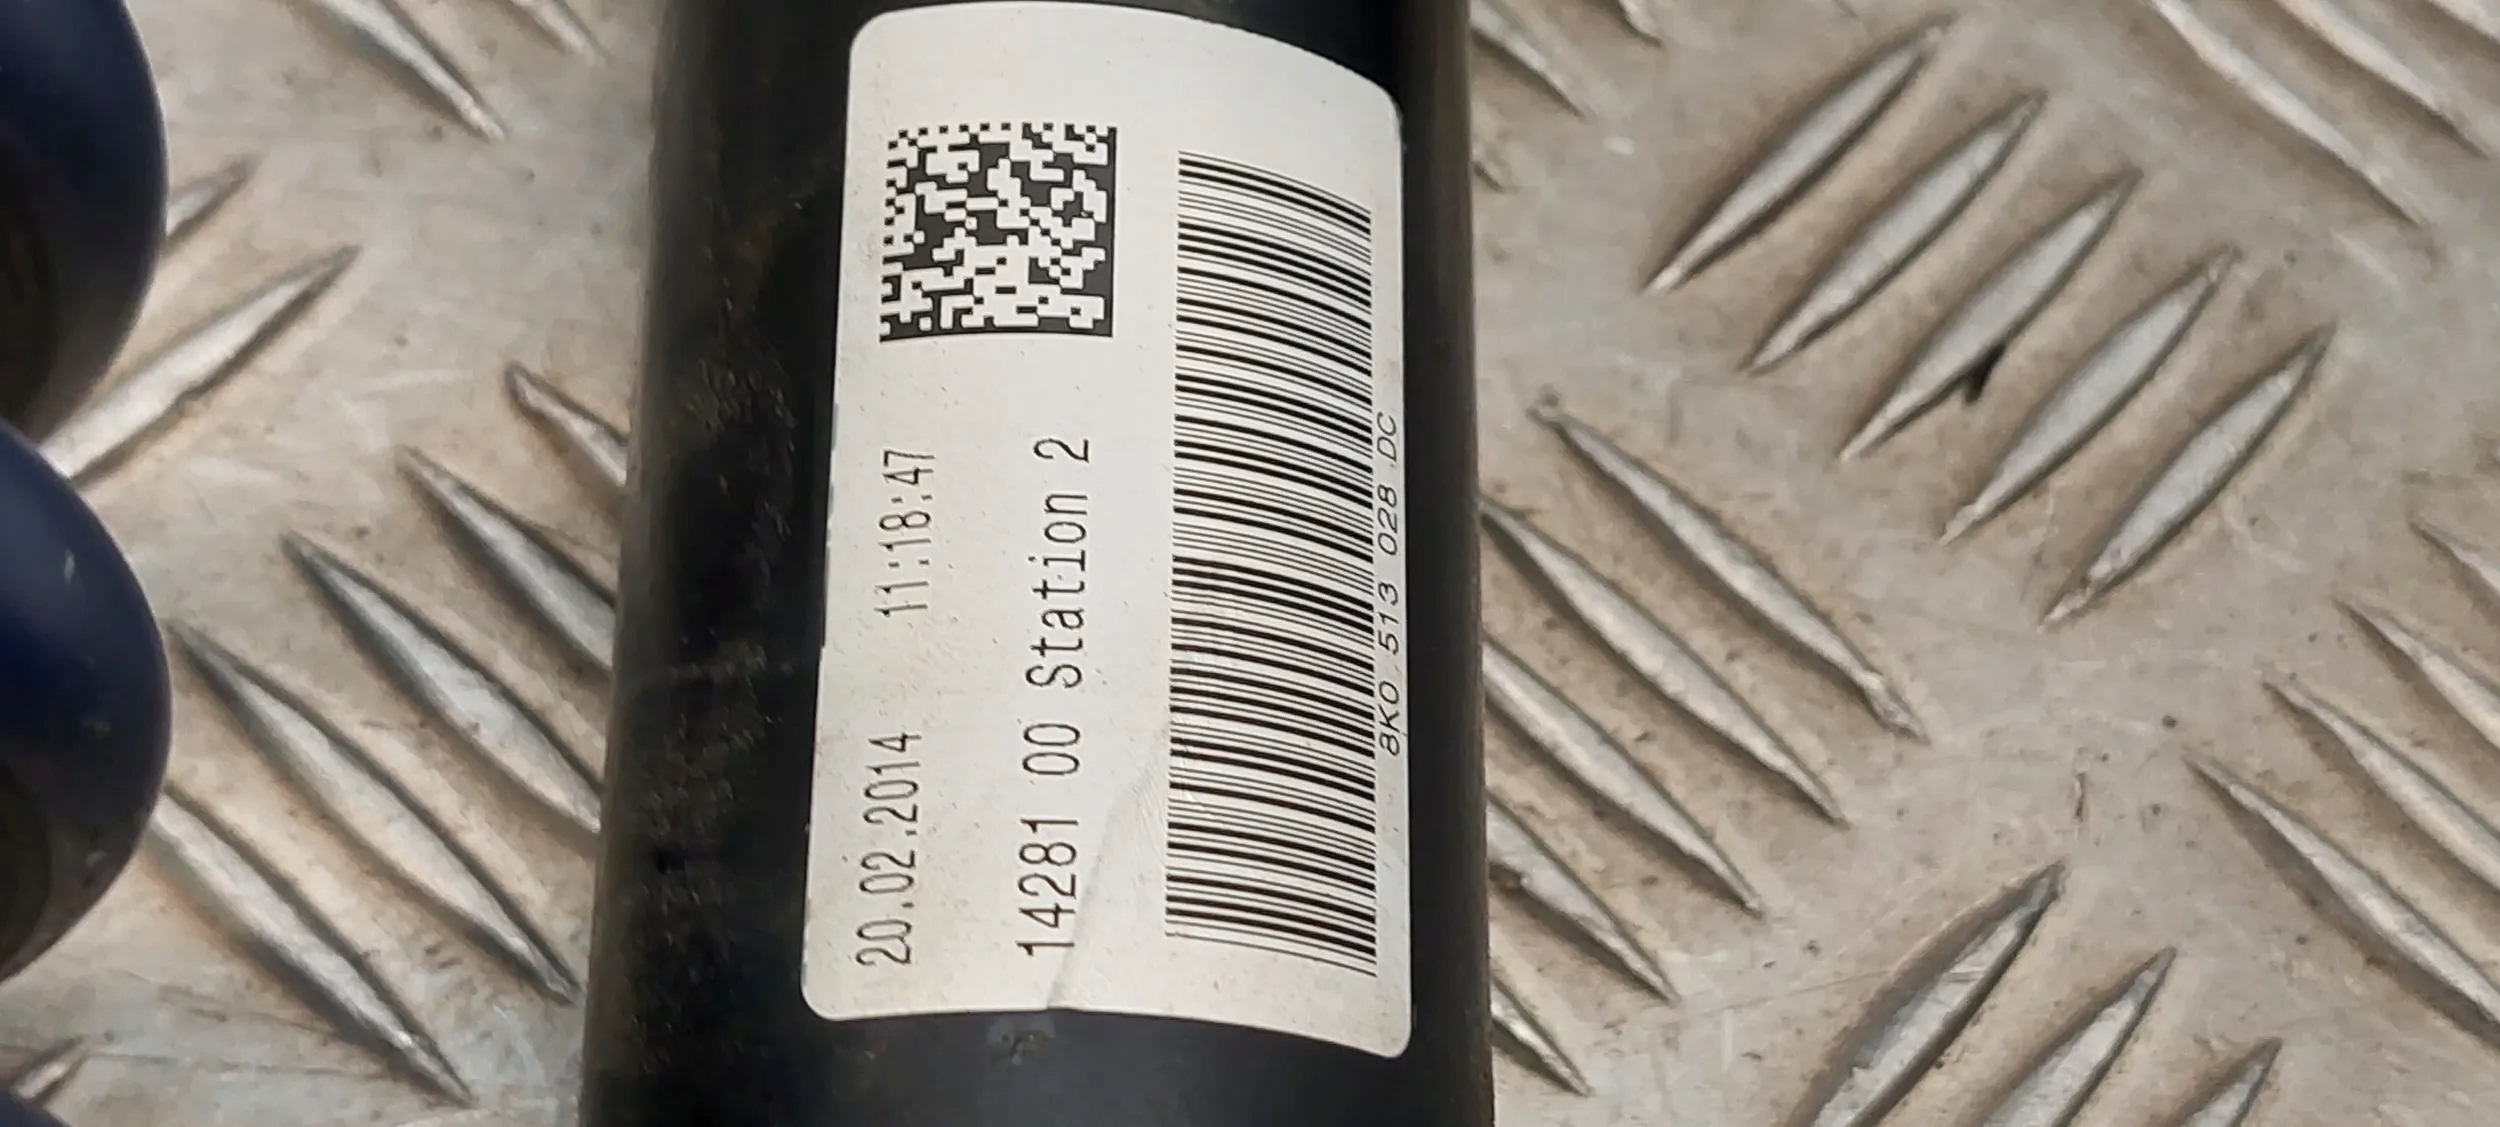 20.02.2014 11:18:47
14281 00 Station 2
8K0 513 028 DC